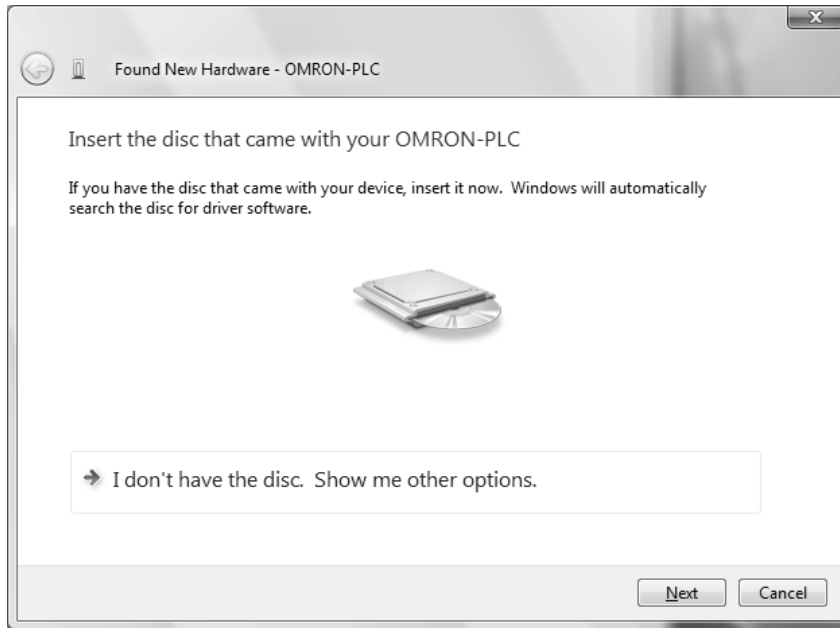 Found New Hardware - OMRON-PLC
Insert the disc that came with your OMRON-PLC
If you have the disc that came with your device, insert it now.  Windows will automatically
search the disc for driver software.
I don't have the disc.  Show me other options.
Next
Cancel